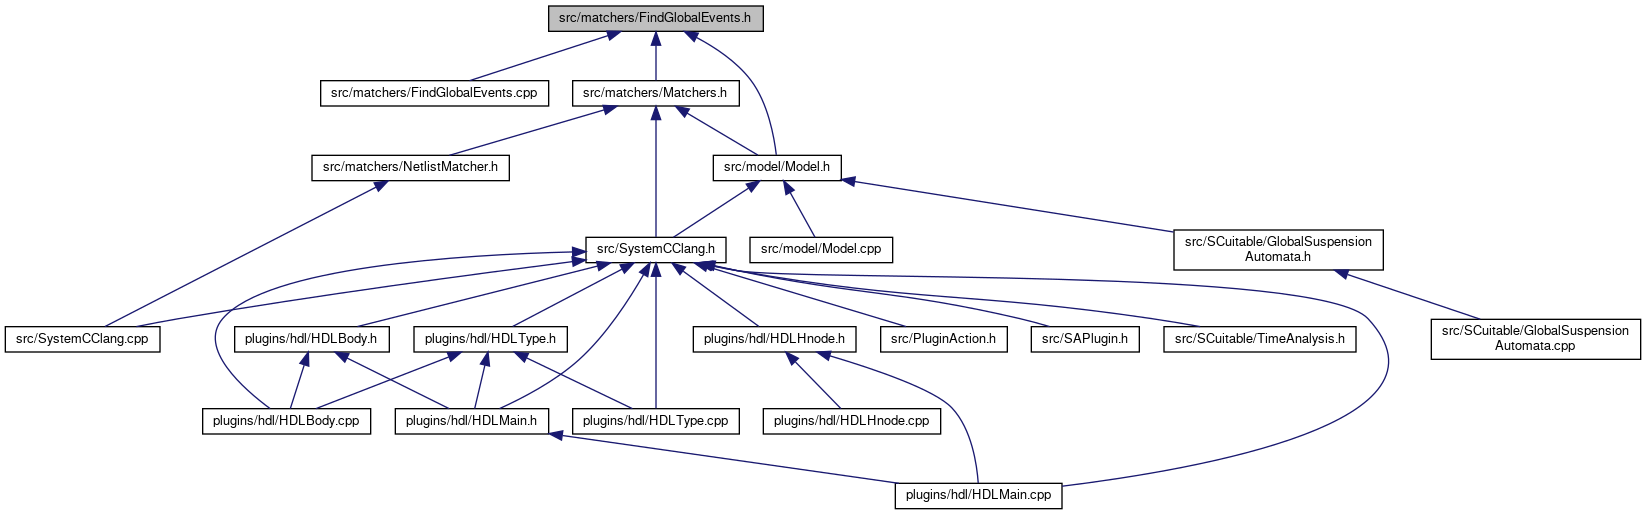 src/matchers/FindGlobalEvents.h
src/matchers/FindGlobalEvents.cpp
src/matchers/Matchers.h
src/matchers/NetlistMatcher.h
src/model/Model.h
src/SystemCClang.h
src/model/Model.cpp
src/SCuitable/GlobalSuspension
Automata.h
src/SystemCClang.cpp
plugins/hdl/HDLBody.h
plugins/hdl/HDLType.h
plugins/hdl/HDLHnode.h
src/PluginAction.h
src/SAPlugin.h
src/SCuitable/TimeAnalysis.h
src/SCuitable/GlobalSuspension
Automata.cpp
plugins/hdl/HDLBody.cpp
plugins/hdl/HDLMain.h
plugins/hdl/HDLType.cpp
plugins/hdl/HDLHnode.cpp
plugins/hdl/HDLMain.cpp